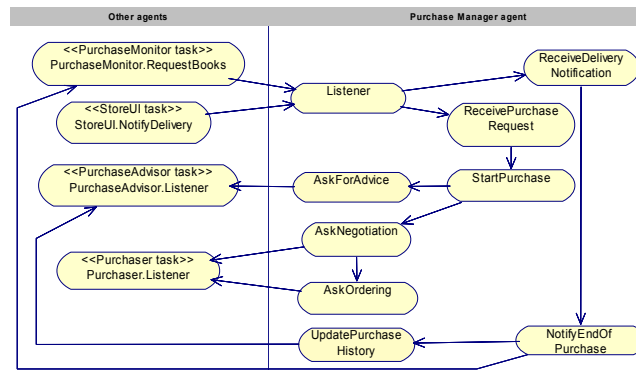 Other agents
Purchase Manager agent
<<PurchaseMonitor task>>
PurchaseMonitor.RequestBooks
ReceiveDelivery
Notification
Listener
<<StoreUI task>>
StoreUI.NotifyDelivery
ReceivePurchase
Request
<<PurchaseAdvisor task>>
PurchaseAdvisor.Listener
AskForAdvice
StartPurchase
AskNegotiation
<<Purchaser task>>
Purchaser.Listener
AskOrdering
UpdatePurchase
History
NotifyEndOf
Purchase